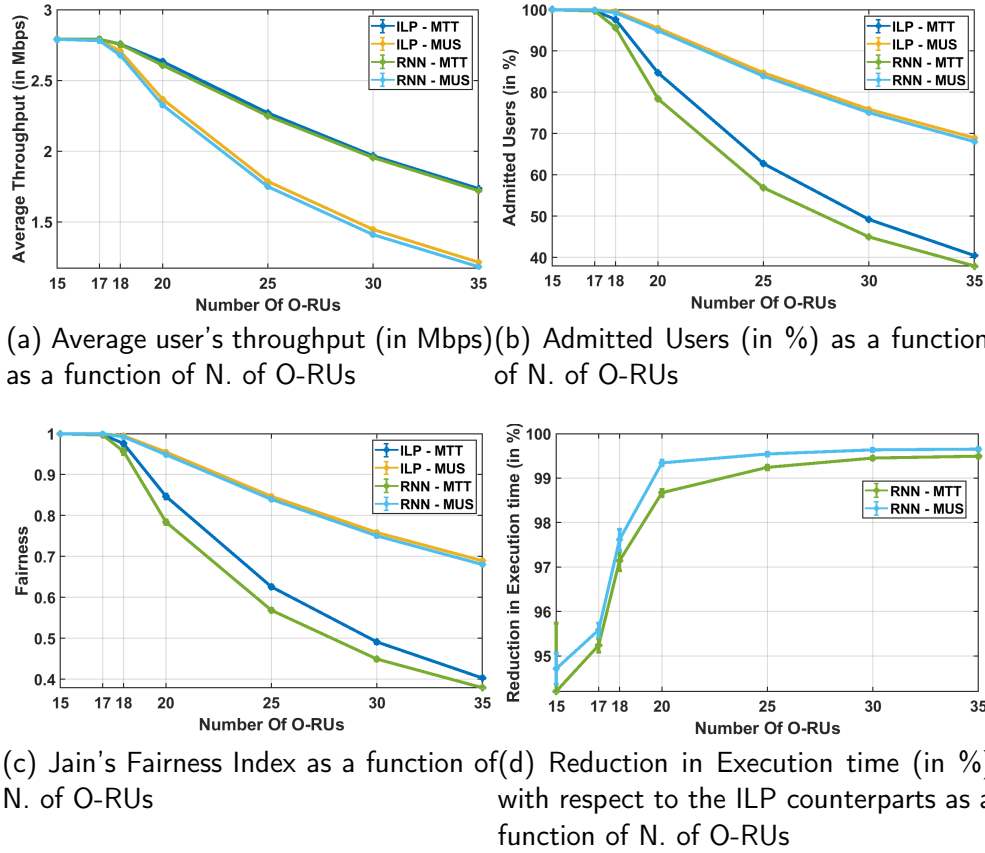 3
2.5
2
1.5
Average Throughput (in Mbps)
15 17 18 20 25 30 35
Number Of O-RUs
ILP - MTT
ILP - MUS
RNN - MTT
RNN - MUS
(a) Average user's throughput (in Mbps)
as a function of N. of O-RUs
100
90
80
70
60
50
40
Admitted Users (in %)
15 17 18 20 25 30 35
Number Of O-RUs
ILP - MTT
ILP - MUS
RNN - MTT
RNN - MUS
(b) Admitted Users (in %) as a function
of N. of O-RUs
1
0.9
0.8
0.7
0.6
0.5
0.4
Fairness
15 17 18 20 25 30 35
Number Of O-RUs
ILP - MTT
ILP - MUS
RNN - MTT
RNN - MUS
(c) Jain's Fairness Index as a function of
N. of O-RUs
100
99
98
97
96
95
Reduction in Execution time (in %)
15 17 18 20 25 30 35
Number Of O-RUs
RNN - MTT
RNN - MUS
(d) Reduction in Execution time (in %)
with respect to the ILP counterparts as a
function of N. of O-RUs